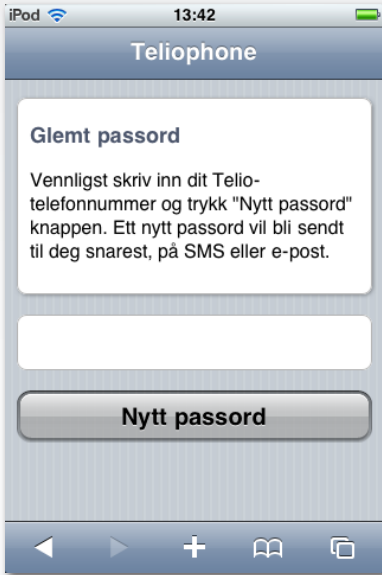 iPod 13:42
Teliophone
Glemt passord
Vennligst skriv inn dit Telio-
telefonnummer og trykk "Nytt passord"
knappen. Ett nytt passord vil bli sendt
til deg snarest, på SMS eller e-post.
Nytt passord